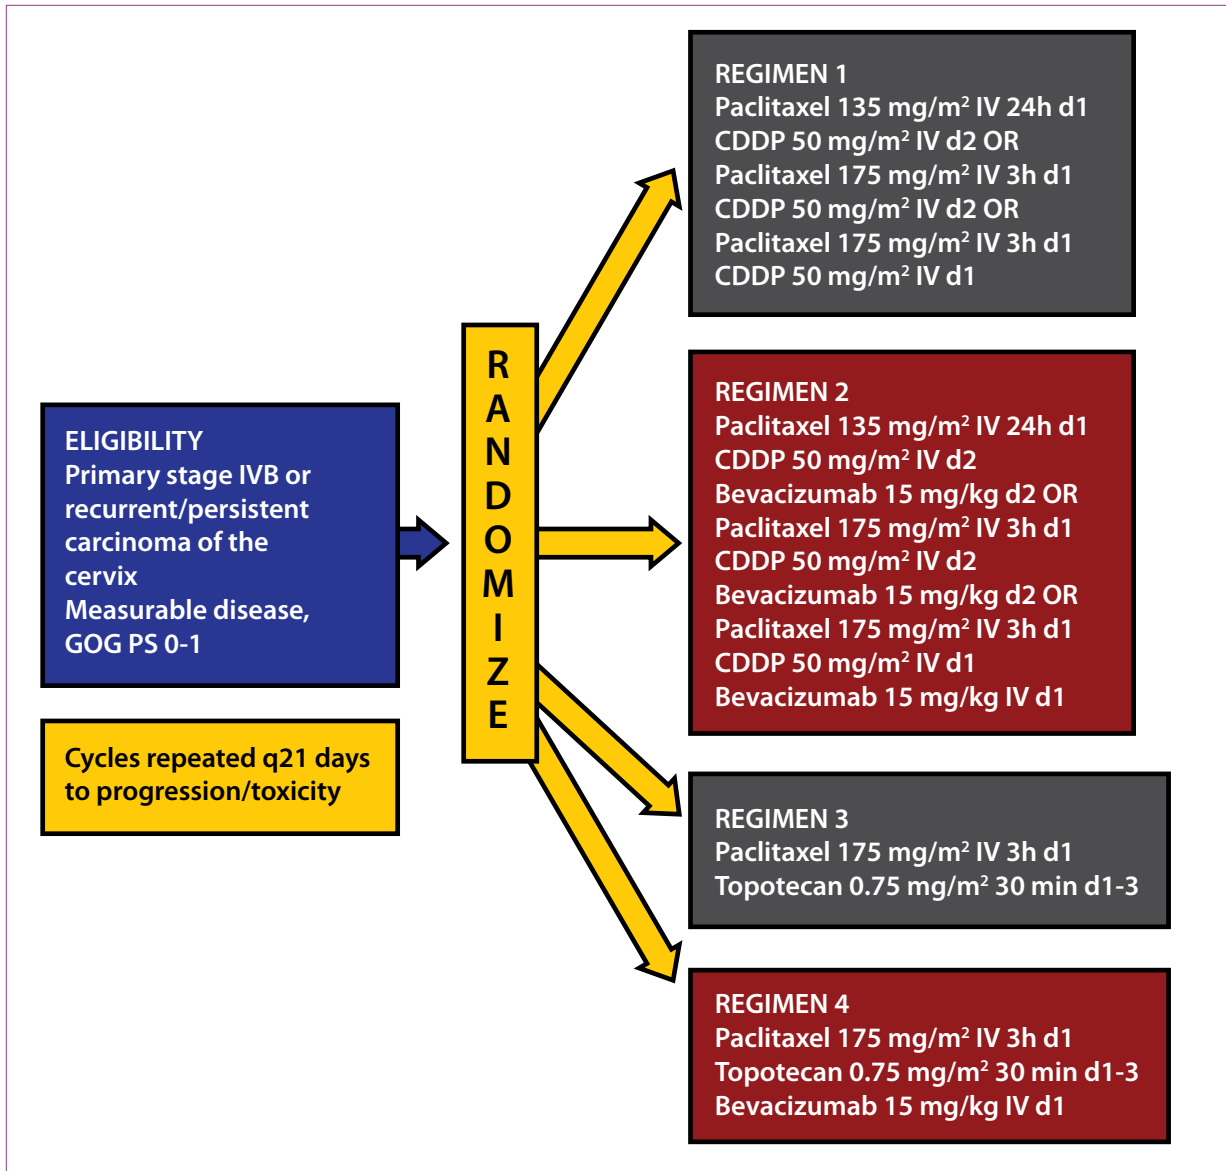 ELIGIBILITY
Primary stage IVB or
recurrent/persistent
carcinoma of the
cervix
Measurable disease,
GOG PS 0-1
Cycles repeated q21 days
to progression/toxicity
RANDOMIZE
REGIMEN 1
Paclitaxel 135 mg/m² IV 24h d1
CDDP 50 mg/m² IV d2 OR
Paclitaxel 175 mg/m² IV 3h d1
CDDP 50 mg/m² IV d2 OR
Paclitaxel 175 mg/m² IV 3h d1
CDDP 50 mg/m² IV d1
REGIMEN 2
Paclitaxel 135 mg/m² IV 24h d1
CDDP 50 mg/m² IV d2
Bevacizumab 15 mg/kg d2 OR
Paclitaxel 175 mg/m² IV 3h d1
CDDP 50 mg/m² IV d2
Bevacizumab 15 mg/kg d2 OR
Paclitaxel 175 mg/m² IV 3h d1
CDDP 50 mg/m² IV d1
Bevacizumab 15 mg/kg IV d1
REGIMEN 3
Paclitaxel 175 mg/m² IV 3h d1
Topotecan 0.75 mg/m² 30 min d1-3
REGIMEN 4
Paclitaxel 175 mg/m² IV 3h d1
Topotecan 0.75 mg/m² 30 min d1-3
Bevacizumab 15 mg/kg IV d1